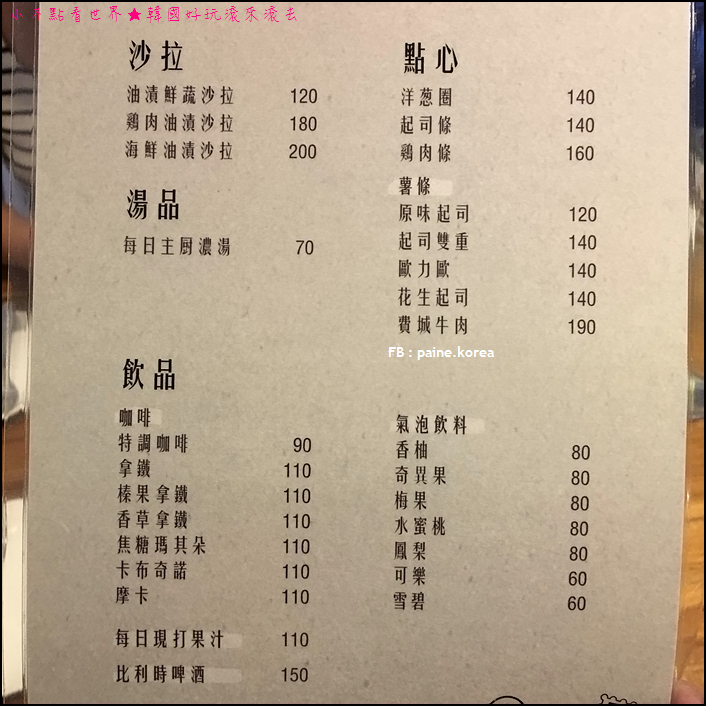 小不點看世界★韓國好玩滾來滾去
沙拉
油漬鮮蔬沙拉 120
鷄肉油漬沙拉 180
海鮮油漬沙拉 200
湯品
每日主厨濃湯 70
點心
洋葱圈 140
起司條 140
鷄肉條 160
薯條
原味起司 120
起司雙重 140
歐力歐 140
花生起司 140
費城牛肉 190
FB : paine.korea
飲品
咖啡
特調咖啡 90
拿鐵 110
榛果拿鐵 110
香草拿鐵 110
焦糖瑪其朵 110
卡布奇諾 110
摩卡 110
每日現打果汁 110
比利時啤酒 150
氣泡飲料
香柚 80
奇異果 80
梅果 80
水蜜桃 80
鳳梨 80
可樂 60
雪碧 60